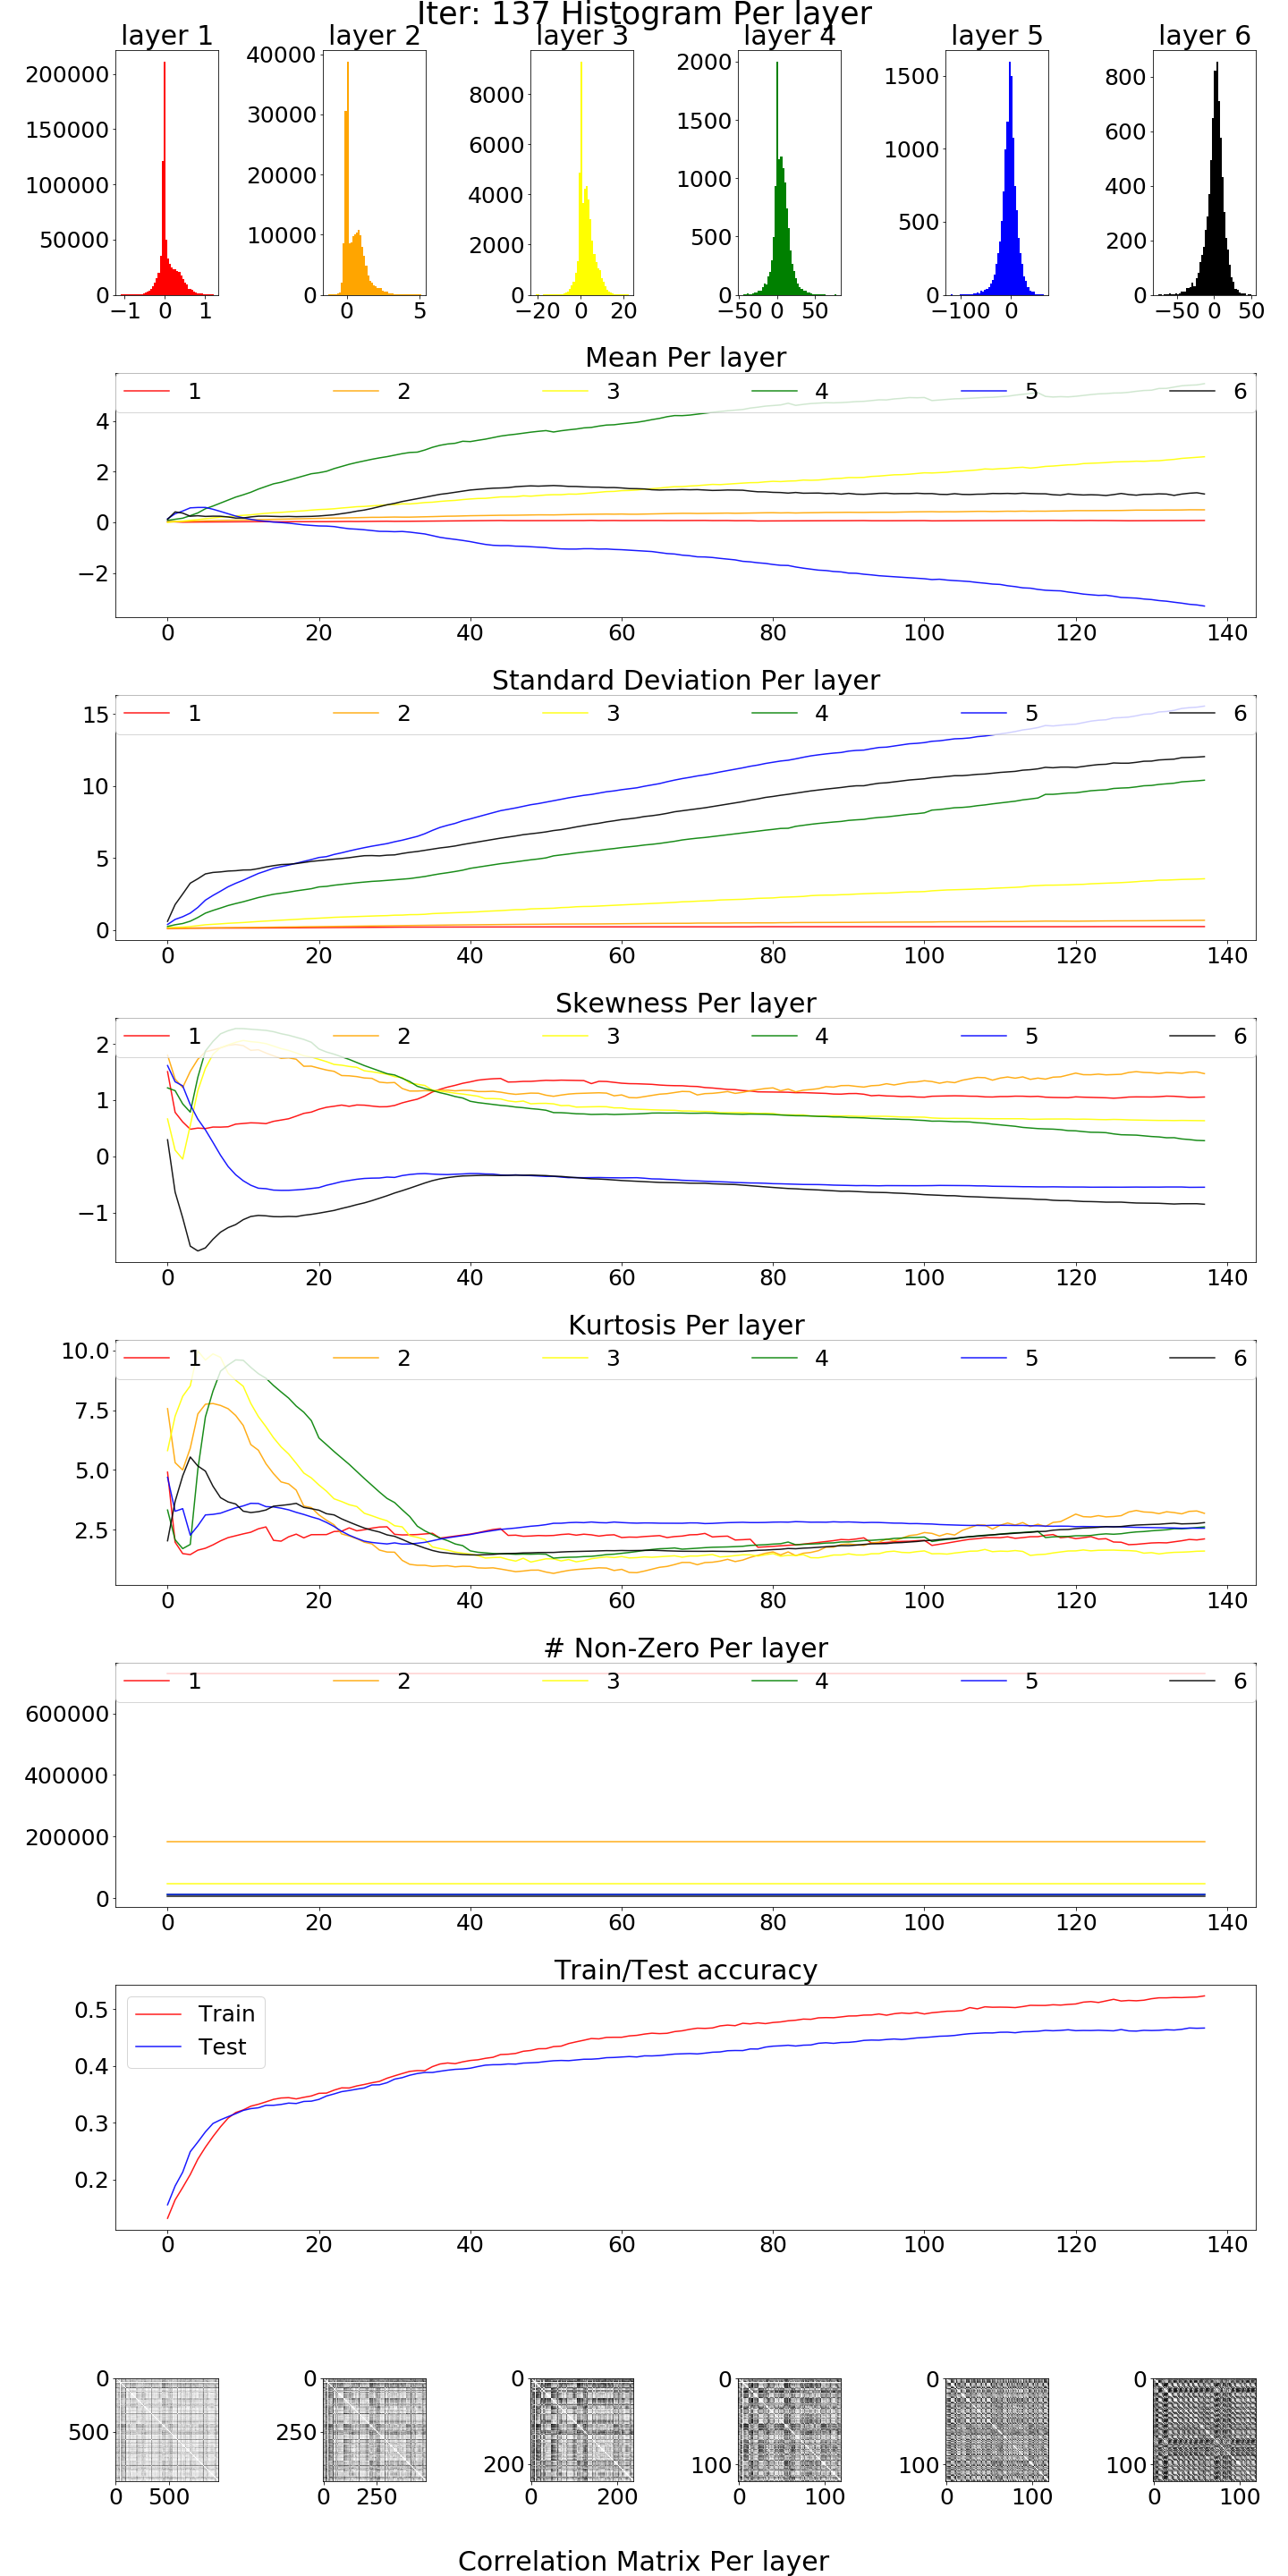 Iter: 137 Histogram Per layer
layer 1 layer 2 layer 3 layer 4 layer 5 layer 6
200000 150000 100000 50000 0 −1 0 1
40000 30000 20000 10000 0 0 5
8000 6000 4000 2000 0 −20 0 20
2000 1500 1000 500 0 −50 0 50
1500 1000 500 0 −100 0
800 600 400 200 0 −50 0 50
Mean Per layer
1 2 3 4 5 6
4
2
0
−2
0 20 40 60 80 100 120 140
Standard Deviation Per layer
1 2 3 4 5 6
15
10
5
0
0 20 40 60 80 100 120 140
Skewness Per layer
1 2 3 4 5 6
2
1
0
−1
0 20 40 60 80 100 120 140
Kurtosis Per layer
1 2 3 4 5 6
10.0
7.5
5.0
2.5
0 20 40 60 80 100 120 140
# Non-Zero Per layer
1 2 3 4 5 6
600000
400000
200000
0
0 20 40 60 80 100 120 140
Train/Test accuracy
Train
Test
0.5
0.4
0.3
0.2
0 20 40 60 80 100 120 140
0 500 0 500
0 250 0 250
0 200 0 200
0 100 0 100
0 100 0 100
0 100 0 100
Correlation Matrix Per layer